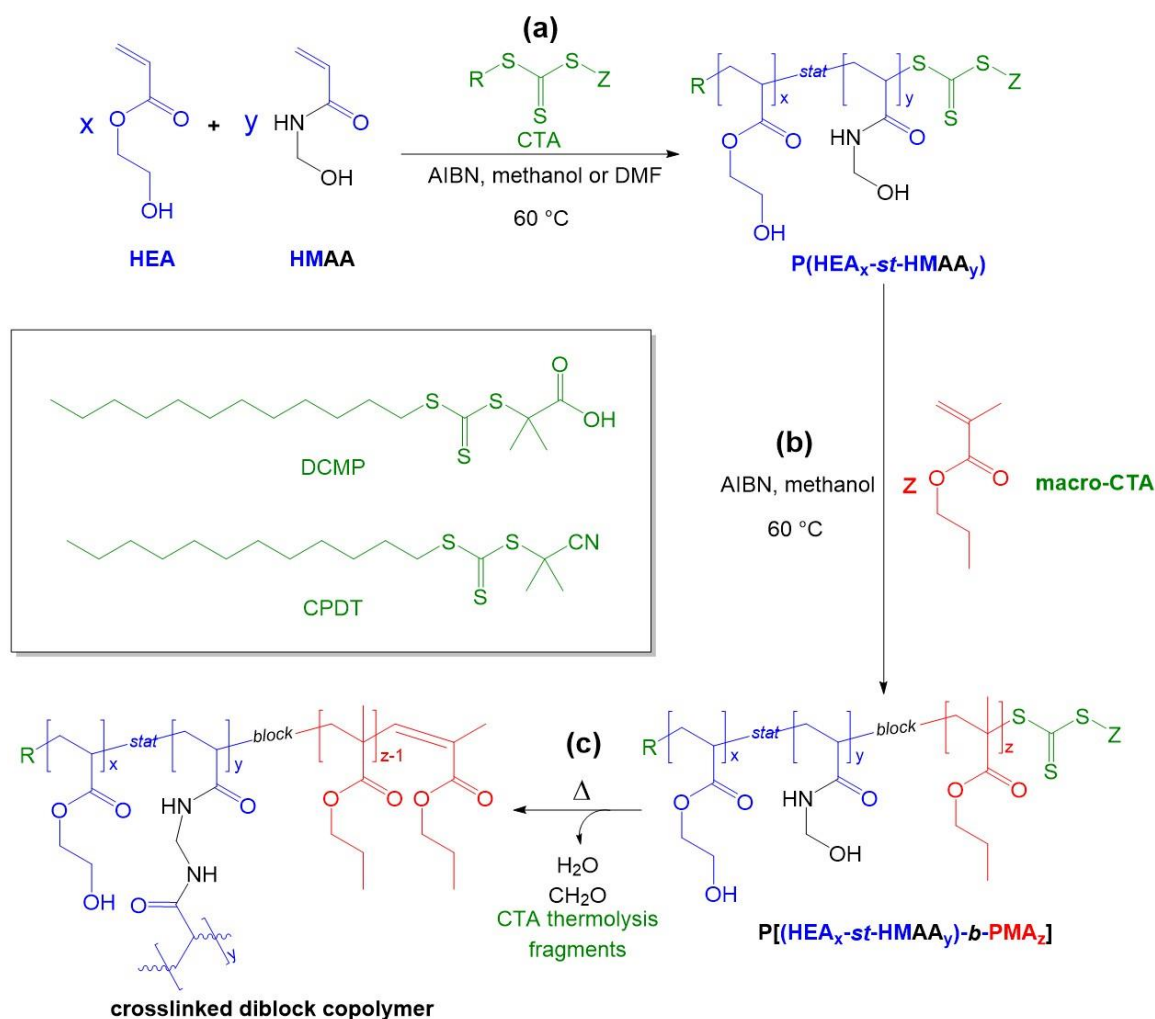 (a)
R
S
S
Z
S
CTA
AIBN, methanol or DMF
60 °C
x
O
O
OH
HEA
+
y
HN
O
OH
HMAA
R
x
stat
y
S
S
Z
S
O
O
OH
HN
O
OH
P(HEAx-st-HMAAy)
S
S
S
O
OH
DCMP
S
S
CN
S
CPDT
(b)
AIBN, methanol
60 °C
z
O
O
macro-CTA
R
x
stat
y
block
z
S
S
Z
S
O
O
OH
HN
O
OH
O
O
P[(HEAx-st-HMAAy)-b-PMAz]
(c)
Δ
H2O
CH2O
CTA thermolysis
fragments
R
x
stat
y
block
z-1
O
O
OH
NH
O
NH
O
y
O
O
O
O
crosslinked diblock copolymer